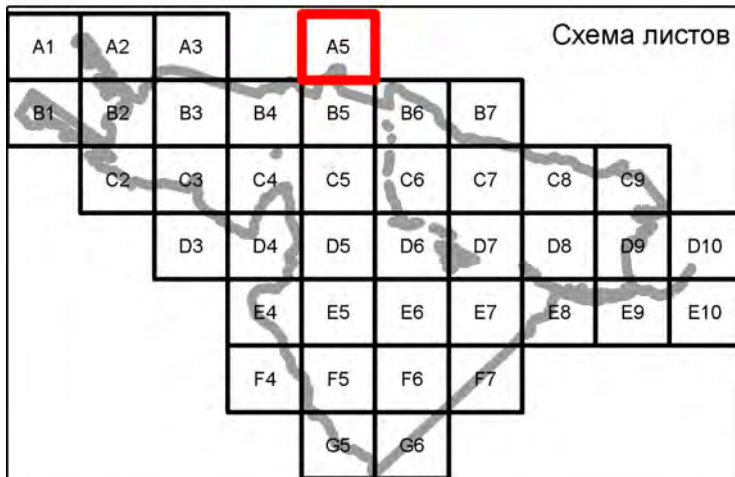 Схема листов
A1 A2 A3 A5
B1 B2 B3 B4 B5 B6 B7
C2 C3 C4 C5 C6 C7 C8 C9
D3 D4 D5 D6 D7 D8 D9 D10
E4 E5 E6 E7 E8 E9 E10
F4 F5 F6 F7
G5 G6